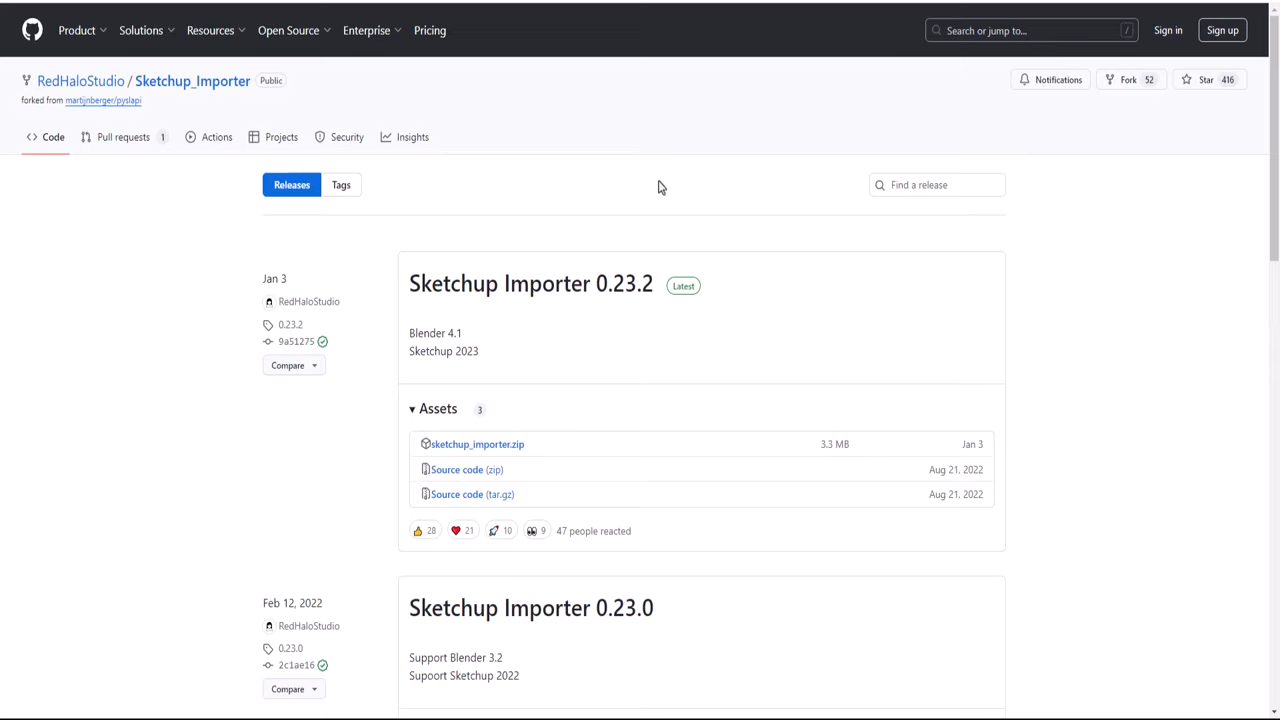 Product Solutions Resources Open Source Enterprise Pricing Search or jump to... / Sign in Sign up
RedHaloStudio / Sketchup_Importer Public Notifications Fork 52 Star 416
forked from martijnberger/pyslapi
Code Pull requests 1 Actions Projects Security Insights
Releases Tags Find a release
Jan 3
RedHaloStudio
0.23.2
9a51275
Compare
Sketchup Importer 0.23.2 Latest
Blender 4.1
Sketchup 2023
Assets 3
sketchup_importer.zip 3.3 MB Jan 3
Source code (zip) Aug 21, 2022
Source code (tar.gz) Aug 21, 2022
28 21 10 9 47 people reacted
Feb 12, 2022
RedHaloStudio
0.23.0
2c1ae16
Compare
Sketchup Importer 0.23.0
Support Blender 3.2
Supoort Sketchup 2022